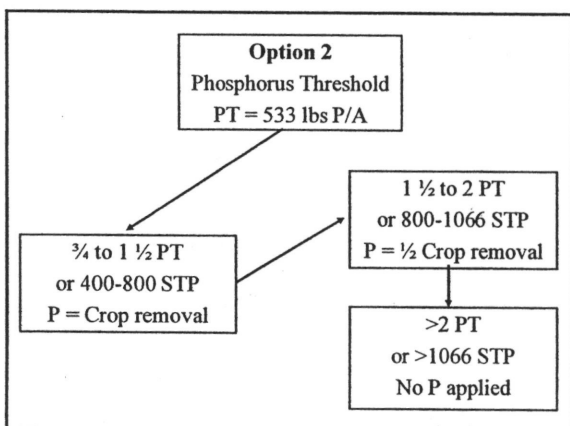 Option 2
Phosphorus Threshold
PT = 533 lbs P/A
¾ to 1 ½ PT
or 400-800 STP
P = Crop removal
1 ½ to 2 PT
or 800-1066 STP
P = ½ Crop removal
>2 PT
or >1066 STP
No P applied